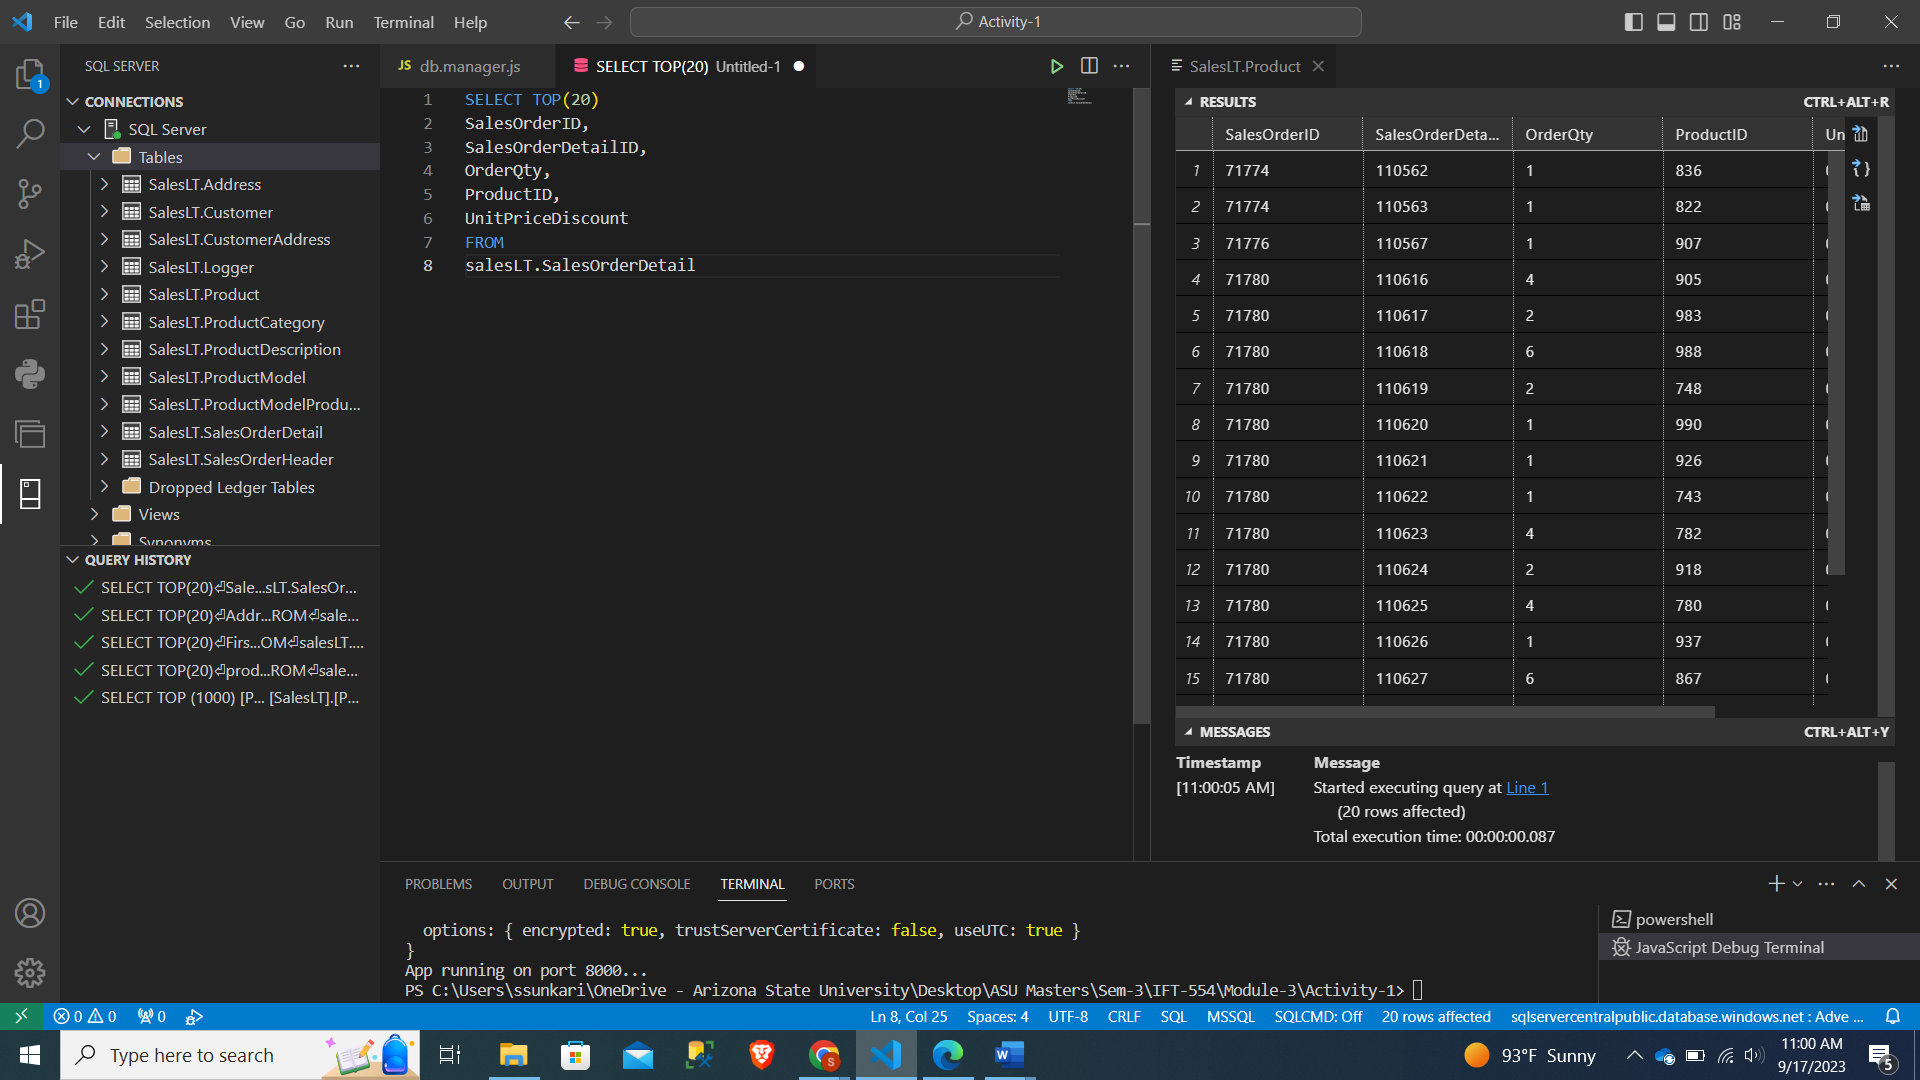 File Edit Selection View Go Run Terminal Help
Activity-1
1
SQL SERVER
CONNECTIONS
SQL Server
Tables
SalesLT.Address
SalesLT.Customer
SalesLT.CustomerAddress
SalesLT.Logger
SalesLT.Product
SalesLT.ProductCategory
SalesLT.ProductDescription
SalesLT.ProductModel
SalesLT.ProductModelProdu...
SalesLT.SalesOrderDetail
SalesLT.SalesOrderHeader
Dropped Ledger Tables
Views
Synonyms
QUERY HISTORY
SELECT TOP(20)⏎Sale...sLT.SalesOr...
SELECT TOP(20)⏎Addr...ROM⏎sale...
SELECT TOP(20)⏎Firs...OM⏎salesLT....
SELECT TOP(20)⏎prod...ROM⏎sale...
SELECT TOP (1000) [P... [SalesLT].[P...
JS db.manager.js
SELECT TOP(20) Untitled-1
1 SELECT TOP(20)
2 SalesOrderID,
3 SalesOrderDetailID,
4 OrderQty,
5 ProductID,
6 UnitPriceDiscount
7 FROM
8 salesLT.SalesOrderDetail
SalesLT.Product
RESULTS CTRL+ALT+R
SalesOrderID SalesOrderDeta... OrderQty ProductID Un
1 71774 110562 1 836
2 71774 110563 1 822
3 71776 110567 1 907
4 71780 110616 4 905
5 71780 110617 2 983
6 71780 110618 6 988
7 71780 110619 2 748
8 71780 110620 1 990
9 71780 110621 1 926
10 71780 110622 1 743
11 71780 110623 4 782
12 71780 110624 2 918
13 71780 110625 4 780
14 71780 110626 1 937
15 71780 110627 6 867
MESSAGES CTRL+ALT+Y
Timestamp Message
[11:00:05 AM] Started executing query at Line 1
(20 rows affected)
Total execution time: 00:00:00.087
PROBLEMS OUTPUT DEBUG CONSOLE TERMINAL PORTS
options: { encrypted: true, trustServerCertificate: false, useUTC: true }
}
App running on port 8000...
PS C:\Users\ssunkari\OneDrive - Arizona State University\Desktop\ASU Masters\Sem-3\IFT-554\Module-3\Activity-1>
powershell
JavaScript Debug Terminal
0 0 0 Ln 8, Col 25 Spaces: 4 UTF-8 CRLF SQL MSSQL SQLCMD: Off 20 rows affected sqlservercentralpublic.database.windows.net : Adve ...
Type here to search
93°F Sunny
11:00 AM
9/17/2023
5